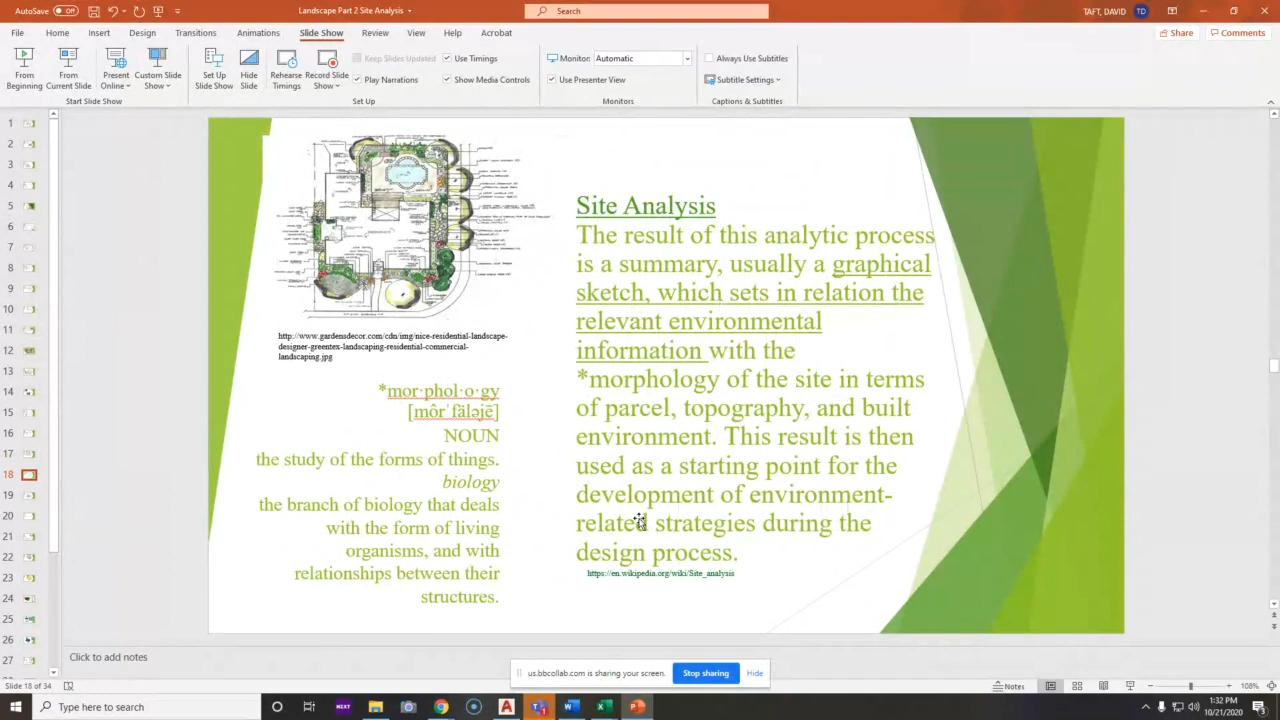 AutoSave Off
Landscape Part 2 Site Analysis
Search
TAFT, DAVID
TD
File Home Insert Design Transitions Animations Slide Show Review View Help Acrobat
Share Comments
From Beginning
From Current Slide
Present Online
Custom Slide Show
Start Slide Show
Set Up Slide Show
Hide Slide
Rehearse Timings
Record Slide Show
Keep Slides Updated
Play Narrations
Use Timings
Show Media Controls
Set Up
Monitor: Automatic
Use Presenter View
Monitors
Always Use Subtitles
Subtitle Settings
Captions & Subtitles
http://www.gardensdecor.com/cdn/img/nice-residential-landscape-
designer-greentex-landscaping-residential-commercial-
landscaping.jpg
*mor·phol·o·gy
[môrˈfäləjē]
NOUN
the study of the forms of things.
biology
the branch of biology that deals
with the form of living
organisms, and with
relationships between their
structures.
Site Analysis
The result of this analytic process
is a summary, usually a graphical
sketch, which sets in relation the
relevant environmental
information with the
*morphology of the site in terms
of parcel, topography, and built
environment. This result is then
used as a starting point for the
development of environment-
related strategies during the
design process.
https://en.wikipedia.org/wiki/Site_analysis
19
21
25
26
27
Click to add notes
us.bbcollab.com is sharing your screen.
Stop sharing
Hide
Slide 18 of 34
Notes
108%
Type here to search
NEXT
1:32 PM
10/21/2020